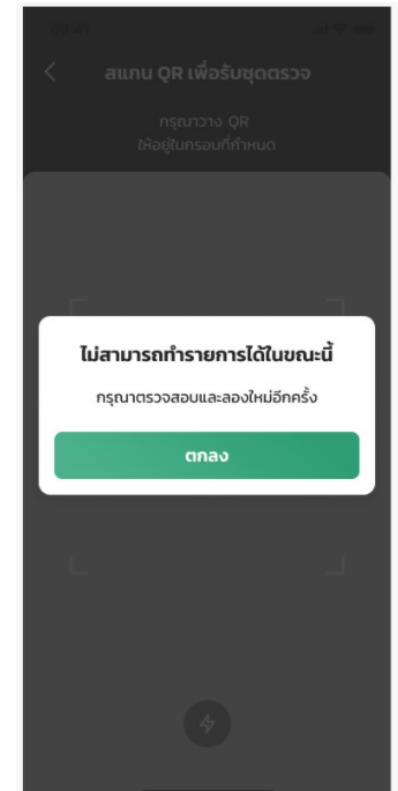 09:41
สแกน QR เพื่อรับชุดตรวจ
กรุณาวาง QR
ให้อยู่ในกรอบที่กำหนด
ไม่สามารถทำรายการได้ในขณะนี้
กรุณาตรวจสอบและลองใหม่อีกครั้ง
ตกลง